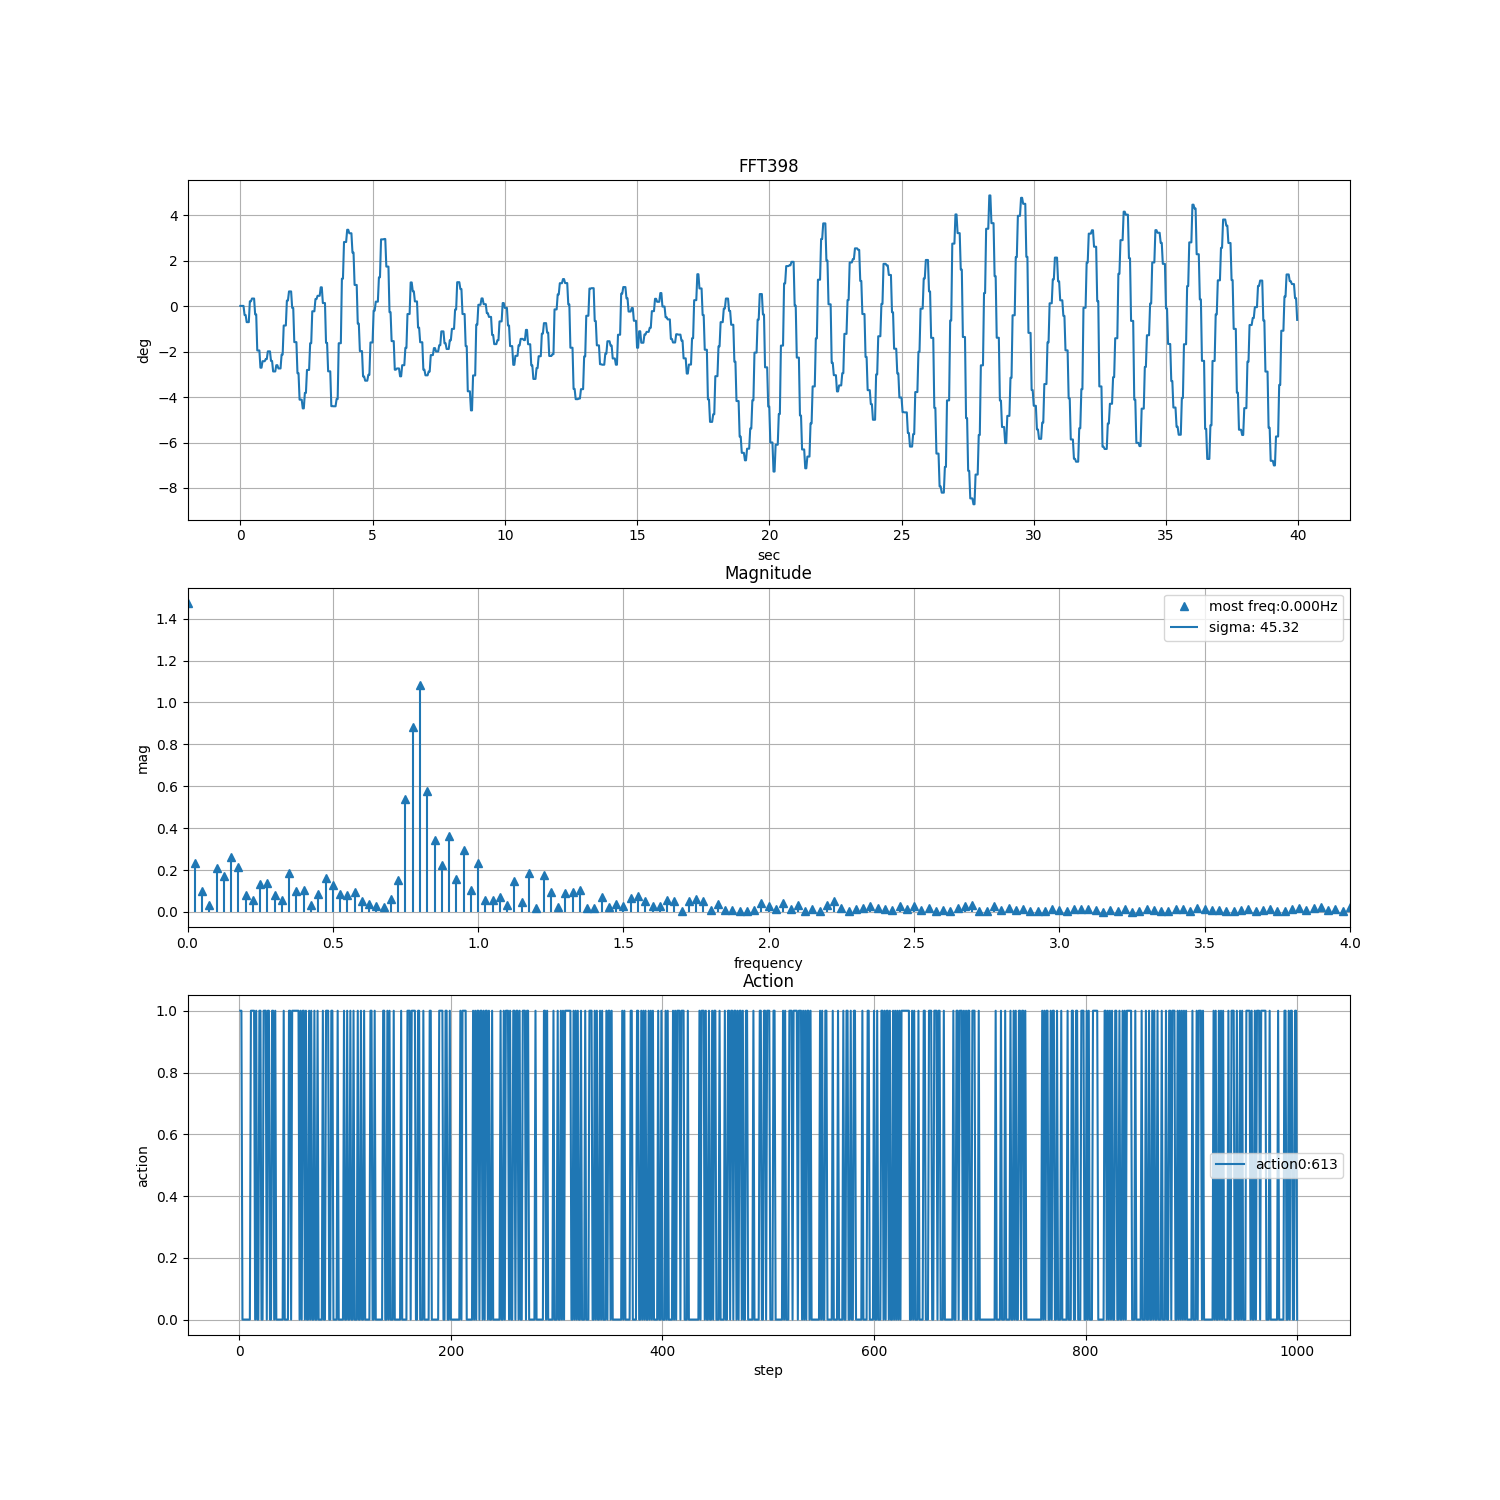 FFT398
4
2
0
−2
−4
−6
−8
deg
0 5 10 15 20 25 30 35 40
sec
Magnitude
most freq:0.000Hz
sigma: 45.32
1.4
1.2
1.0
0.8
0.6
0.4
0.2
0.0
mag
0.0 0.5 1.0 1.5 2.0 2.5 3.0 3.5 4.0
frequency
Action
1.0
0.8
0.6
0.4
0.2
0.0
action
action0:613
0 200 400 600 800 1000
step